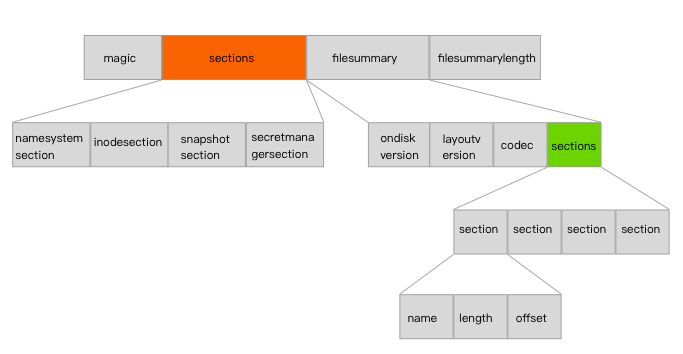 magic
sections
filesummary
filesummarylength
namesystem
section
inodesection
snapshot
section
secretmana
gersection
ondisk
version
layoutv
ersion
codec
sections
section
section
section
section
name
length
offset